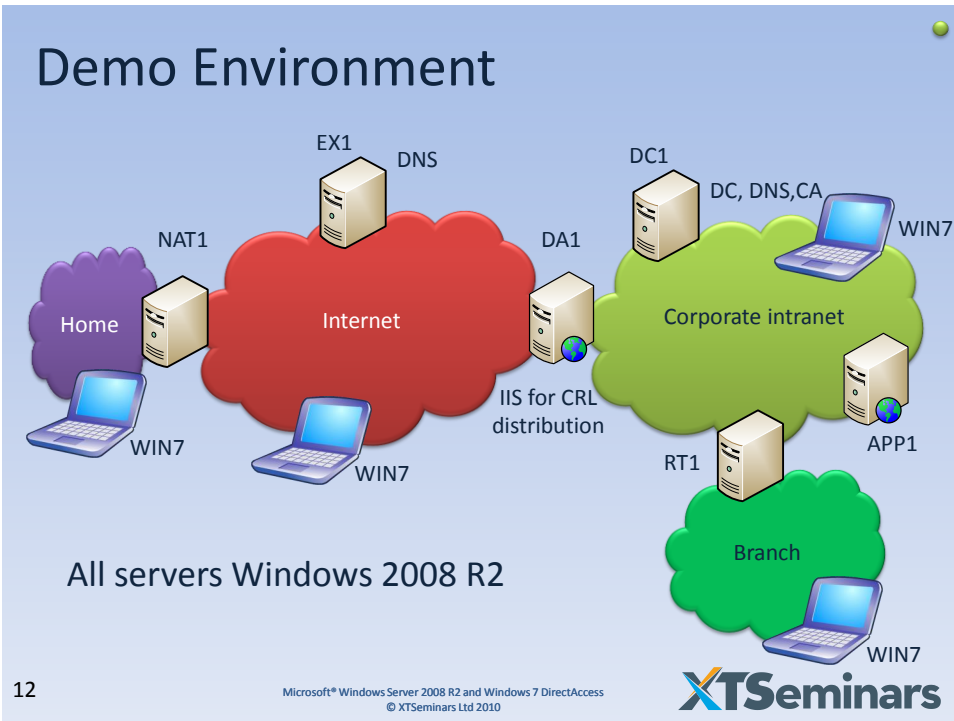 Demo Environment
EX1
DNS
DC1
DC, DNS,CA
WIN7
NAT1
DA1
Home
Internet
Corporate intranet
IIS for CRL
distribution
WIN7
WIN7
RT1
APP1
Branch
All servers Windows 2008 R2
WIN7
12
Microsoft® Windows Server 2008 R2 and Windows 7 DirectAccess
© XTSeminars Ltd 2010
XTSeminars